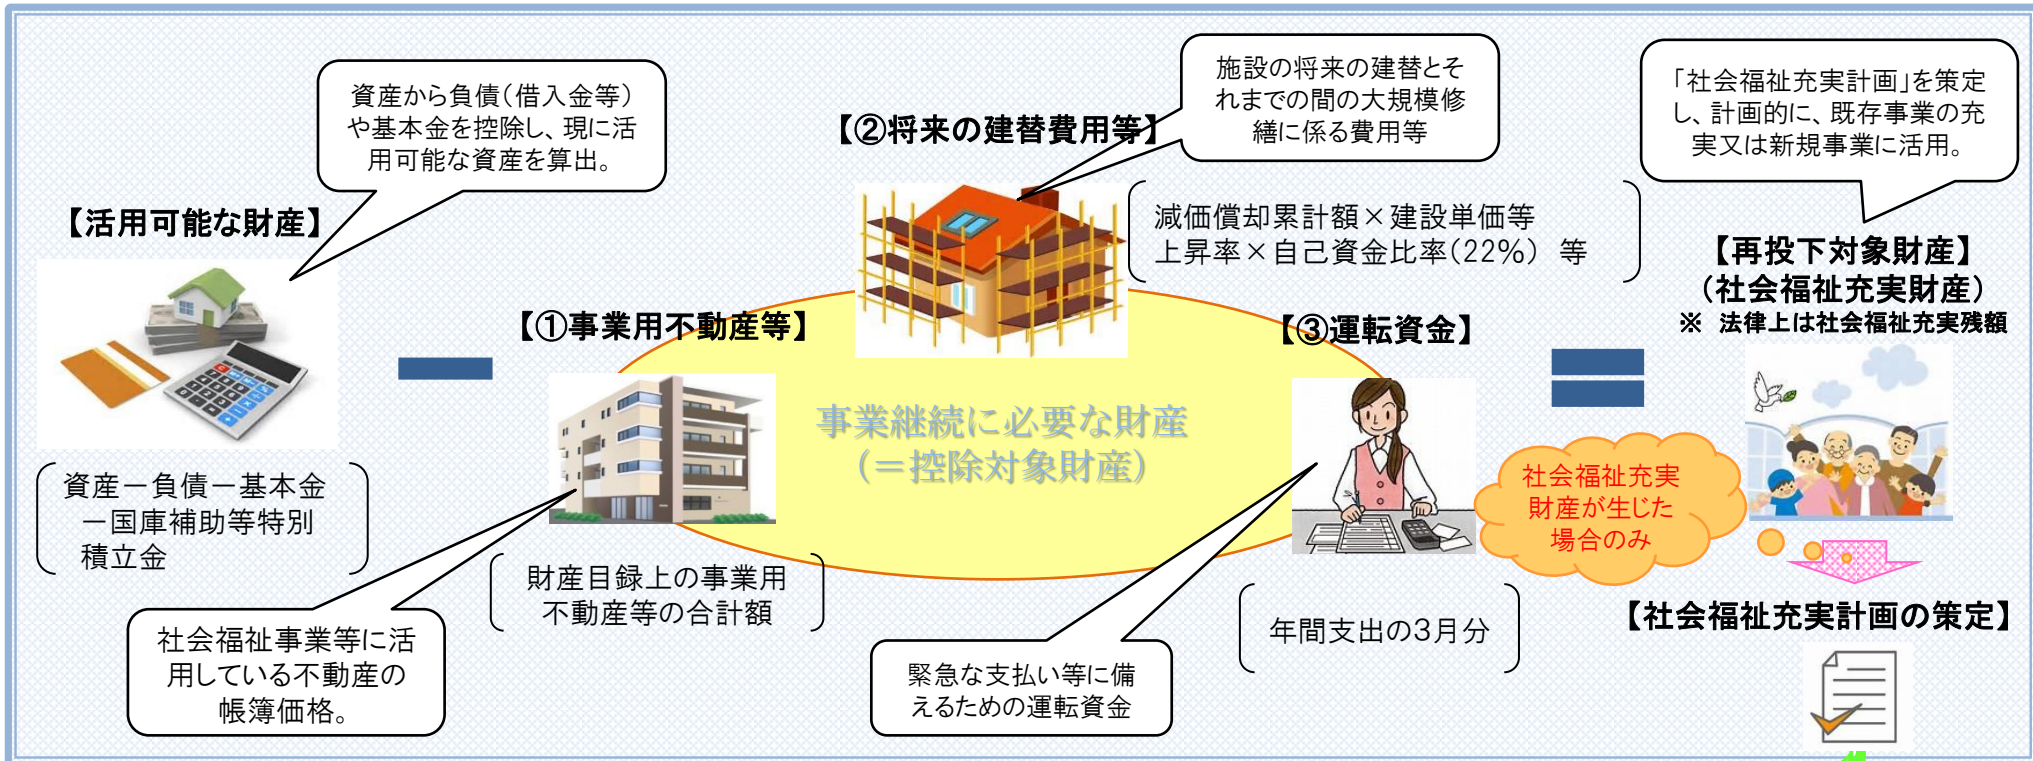 資産から負債(借入金等)
や基本金を控除し、現に活
用可能な資産を算出。
【活用可能な財産】
資産－負債－基本金
－国庫補助等特別
積立金
【①事業用不動産等】
社会福祉事業等に活
用している不動産の
帳簿価格。
財産目録上の事業用
不動産等の合計額
【②将来の建替費用等】
施設の将来の建替とそ
れまでの間の大規模修
繕に係る費用等
減価償却累計額×建設単価等
上昇率×自己資金比率(22%) 等
事業継続に必要な財産
(＝控除対象財産)
【③運転資金】
緊急な支払い等に備
えるための運転資金
年間支出の3月分
「社会福祉充実計画」を策定
し、計画的に、既存事業の充
実又は新規事業に活用。
【再投下対象財産】
(社会福祉充実財産)
※ 法律上は社会福祉充実残額
社会福祉充実
財産が生じた
場合のみ
【社会福祉充実計画の策定】